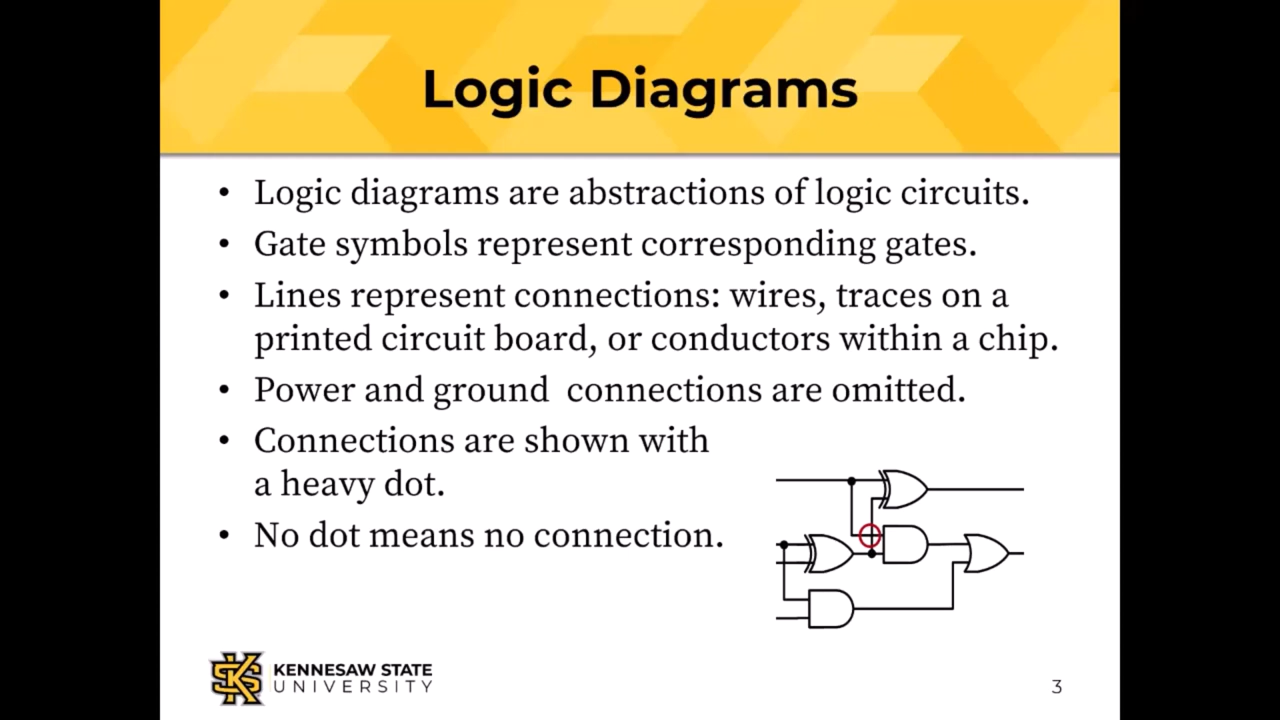 Logic Diagrams
• Logic diagrams are abstractions of logic circuits.
• Gate symbols represent corresponding gates.
• Lines represent connections: wires, traces on a
printed circuit board, or conductors within a chip.
• Power and ground  connections are omitted.
• Connections are shown with
a heavy dot.
• No dot means no connection.
KS
KENNESAW STATE
UNIVERSITY
3